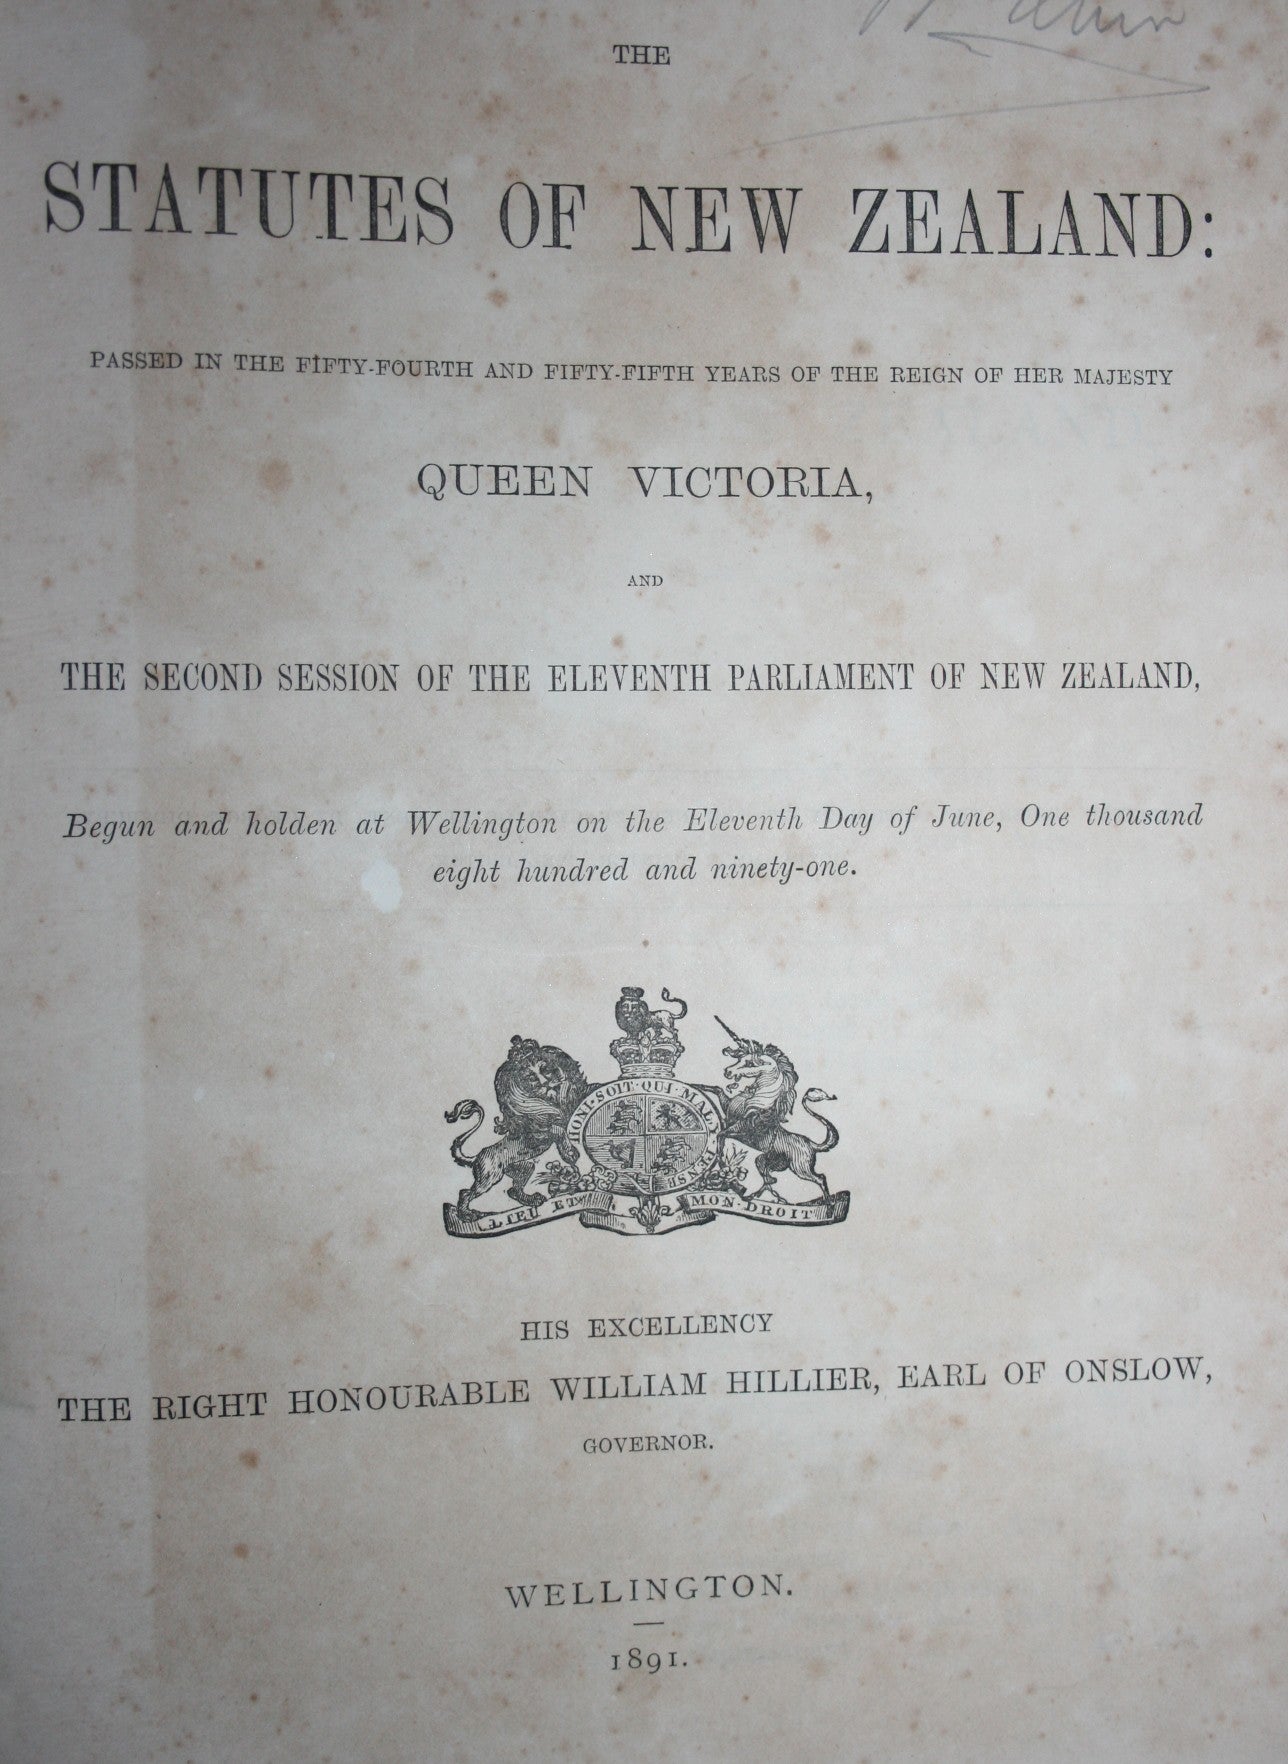 THE
STATUTES OF NEW ZEALAND:
PASSED IN THE FIFTY-FOURTH AND FIFTY-FIFTH YEARS OF THE REIGN OF HER MAJESTY
QUEEN VICTORIA,
AND
THE SECOND SESSION OF THE ELEVENTH PARLIAMENT OF NEW ZEALAND,
Begun and holden at Wellington on the Eleventh Day of June, One thousand
eight hundred and ninety-one.
HONI·SOIT·QUI·MAL·Y·PENSE
DIEU ET MON·DROIT
HIS EXCELLENCY
THE RIGHT HONOURABLE WILLIAM HILLIER, EARL OF ONSLOW,
GOVERNOR.
WELLINGTON.
1891.